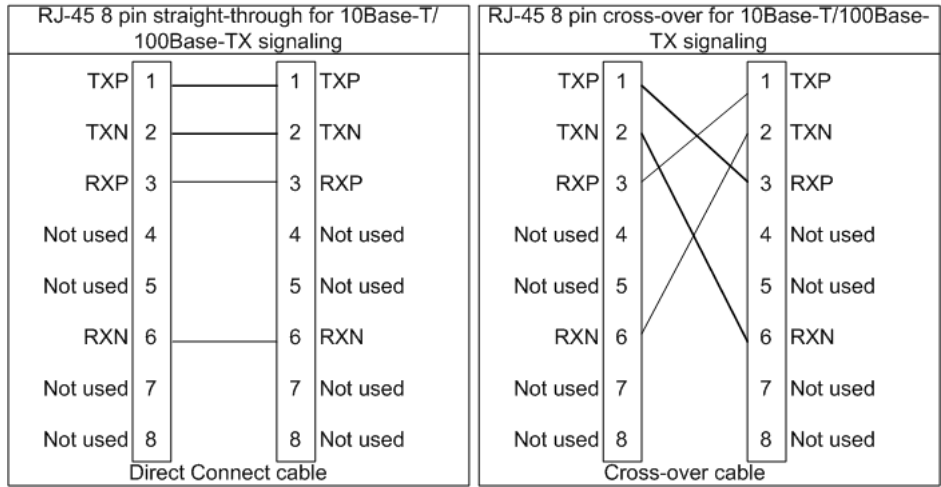 RJ-45 8 pin straight-through for 10Base-T/
100Base-TX signaling
TXP 1 1 TXP
TXN 2 2 TXN
RXP 3 3 RXP
Not used 4 4 Not used
Not used 5 5 Not used
RXN 6 6 RXN
Not used 7 7 Not used
Not used 8 8 Not used
Direct Connect cable
RJ-45 8 pin cross-over for 10Base-T/100Base-
TX signaling
TXP 1 1 TXP
TXN 2 2 TXN
RXP 3 3 RXP
Not used 4 4 Not used
Not used 5 5 Not used
RXN 6 6 RXN
Not used 7 7 Not used
Not used 8 8 Not used
Cross-over cable